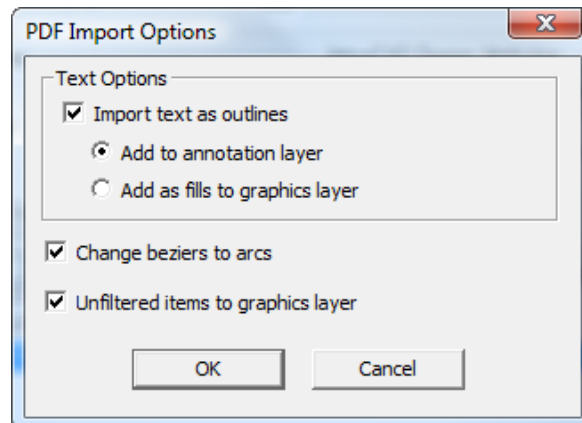 PDF Import Options
Text Options
Import text as outlines
Add to annotation layer
Add as fills to graphics layer
Change beziers to arcs
Unfiltered items to graphics layer
OK Cancel